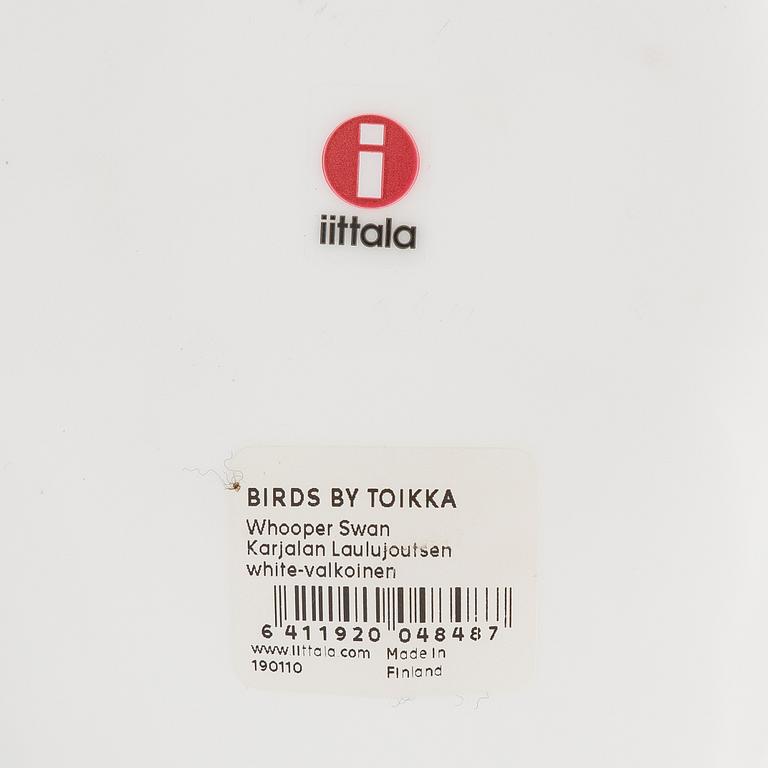 i
iittala
BIRDS BY TOIKKA
Whooper Swan
Karjalan Laulujoutsen
white-valkoinen
6 411920 048487
www.iittala.com Made in
190110 Finland